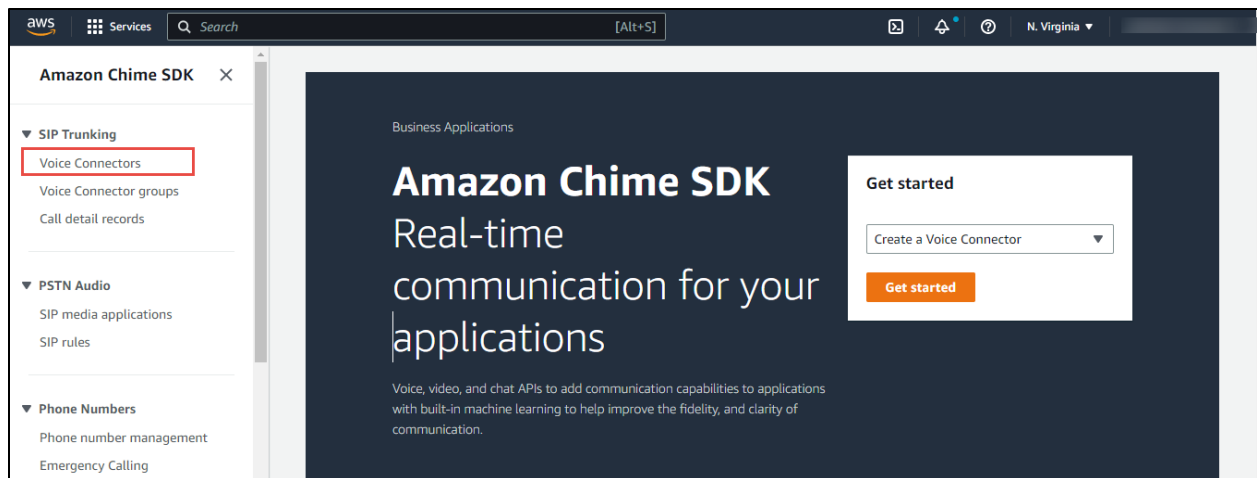 aws Services Search [Alt+S] N. Virginia
Amazon Chime SDK
SIP Trunking
Voice Connectors
Voice Connector groups
Call detail records
PSTN Audio
SIP media applications
SIP rules
Phone Numbers
Phone number management
Emergency Calling
Business Applications
Amazon Chime SDK
Real-time
communication for your
applications
Voice, video, and chat APIs to add communication capabilities to applications
with built-in machine learning to help improve the fidelity, and clarity of
communication.
Get started
Create a Voice Connector
Get started